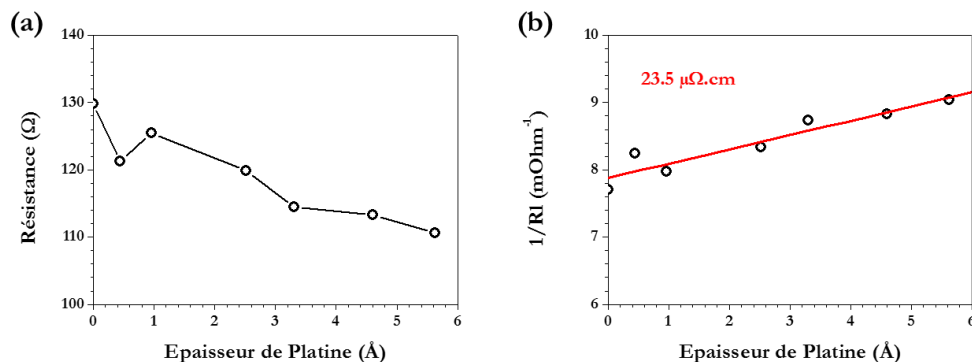 (a)
140
130
120
110
100
Résistance (Ω)
0 1 2 3 4 5 6
Epaisseur de Platine (Å)
(b)
10
9
8
7
6
1/Rl (mOhm⁻¹)
23.5 µΩ.cm
0 1 2 3 4 5 6
Epaisseur de Platine (Å)